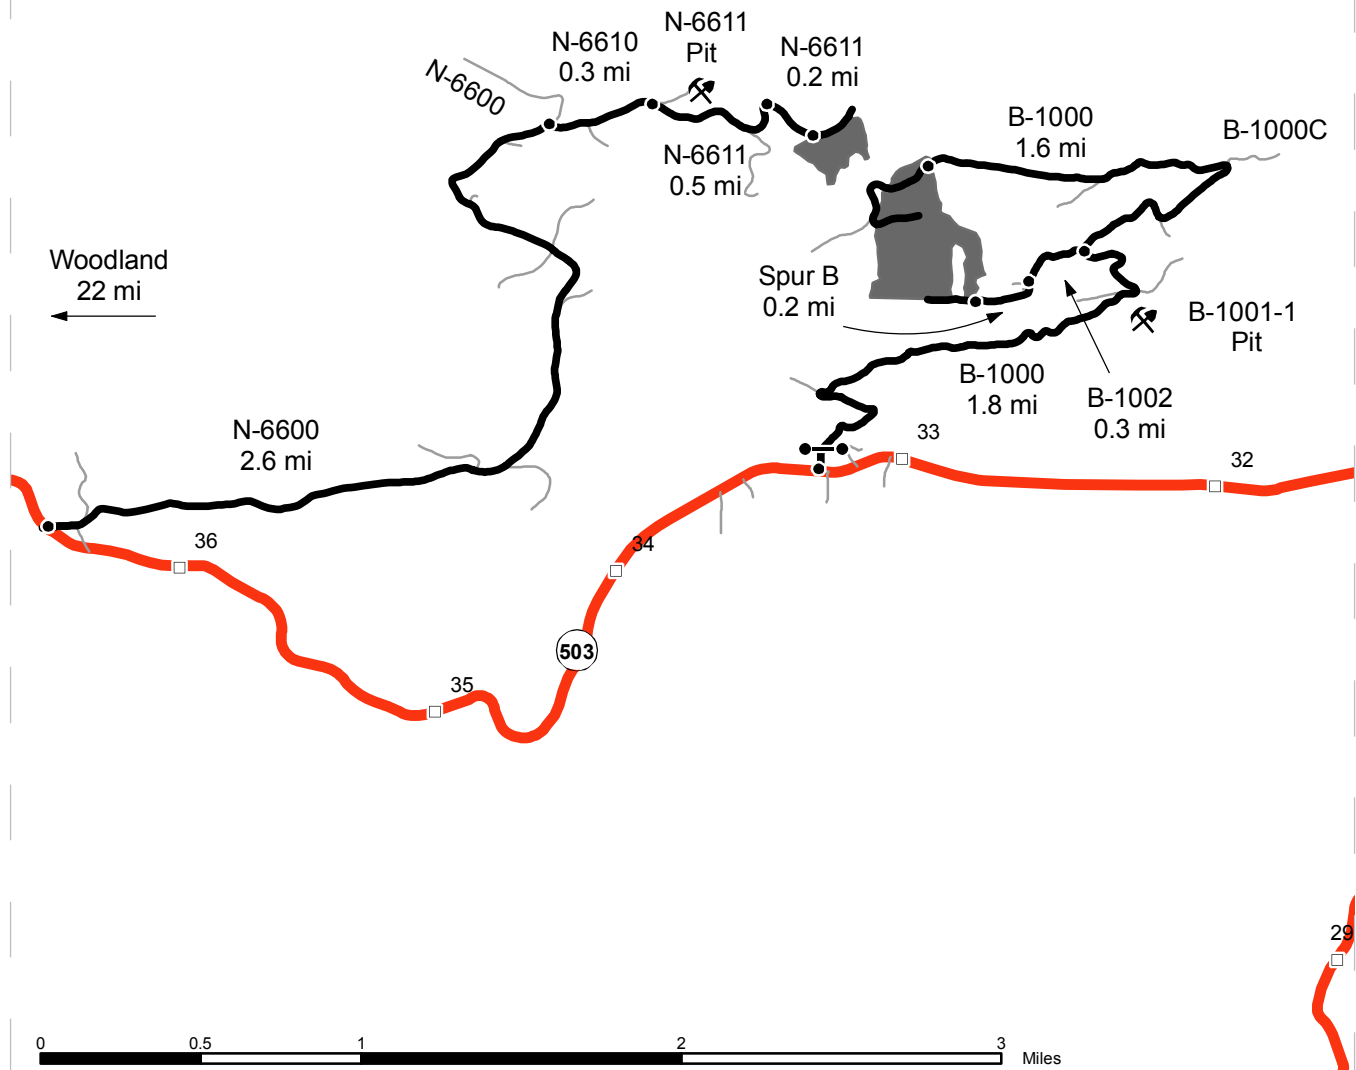 N-6611
Pit
N-6610
0.3 mi
N-6611
0.2 mi
N-6600
B-1000
1.6 mi
B-1000C
N-6611
0.5 mi
Woodland
22 mi
Spur B
0.2 mi
B-1001-1
Pit
B-1000
1.8 mi
B-1002
0.3 mi
N-6600
2.6 mi
33
32
36
34
503
35
29
0 0.5 1 2 3
Miles